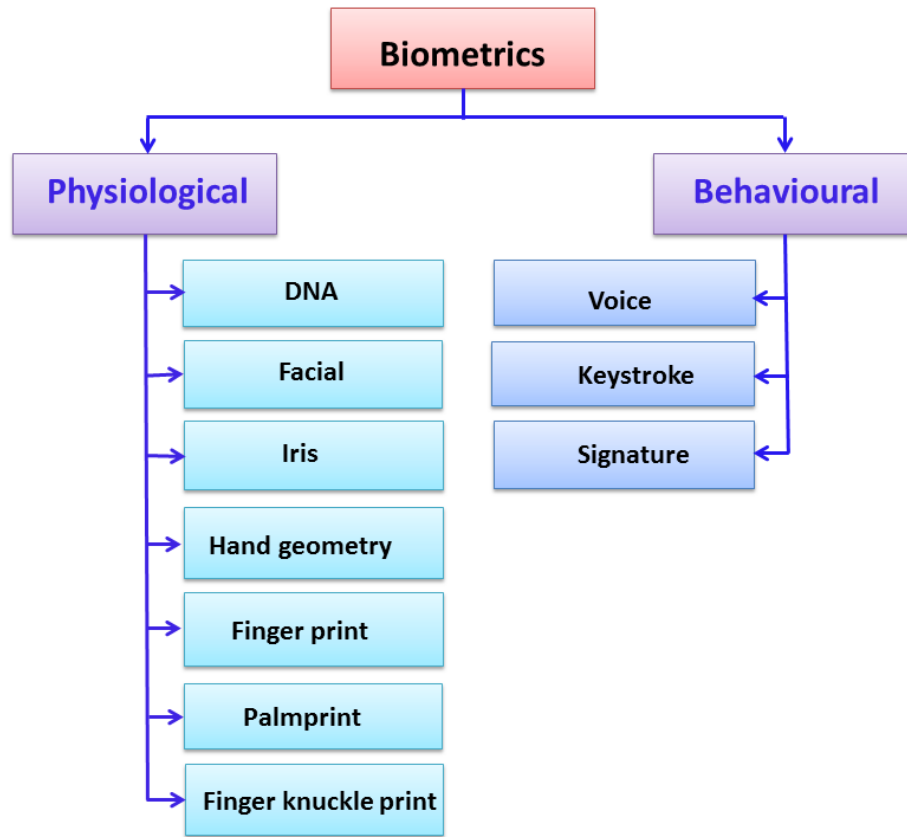 Biometrics
Physiological
Behavioural
DNA
Facial
Iris
Hand geometry
Finger print
Palmprint
Finger knuckle print
Voice
Keystroke
Signature